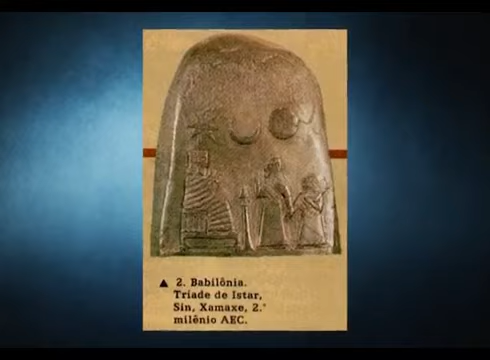 ▲ 2. Babilônia.
Tríade de Istar,
Sin, Xamaxe, 2.°
milênio AEC.